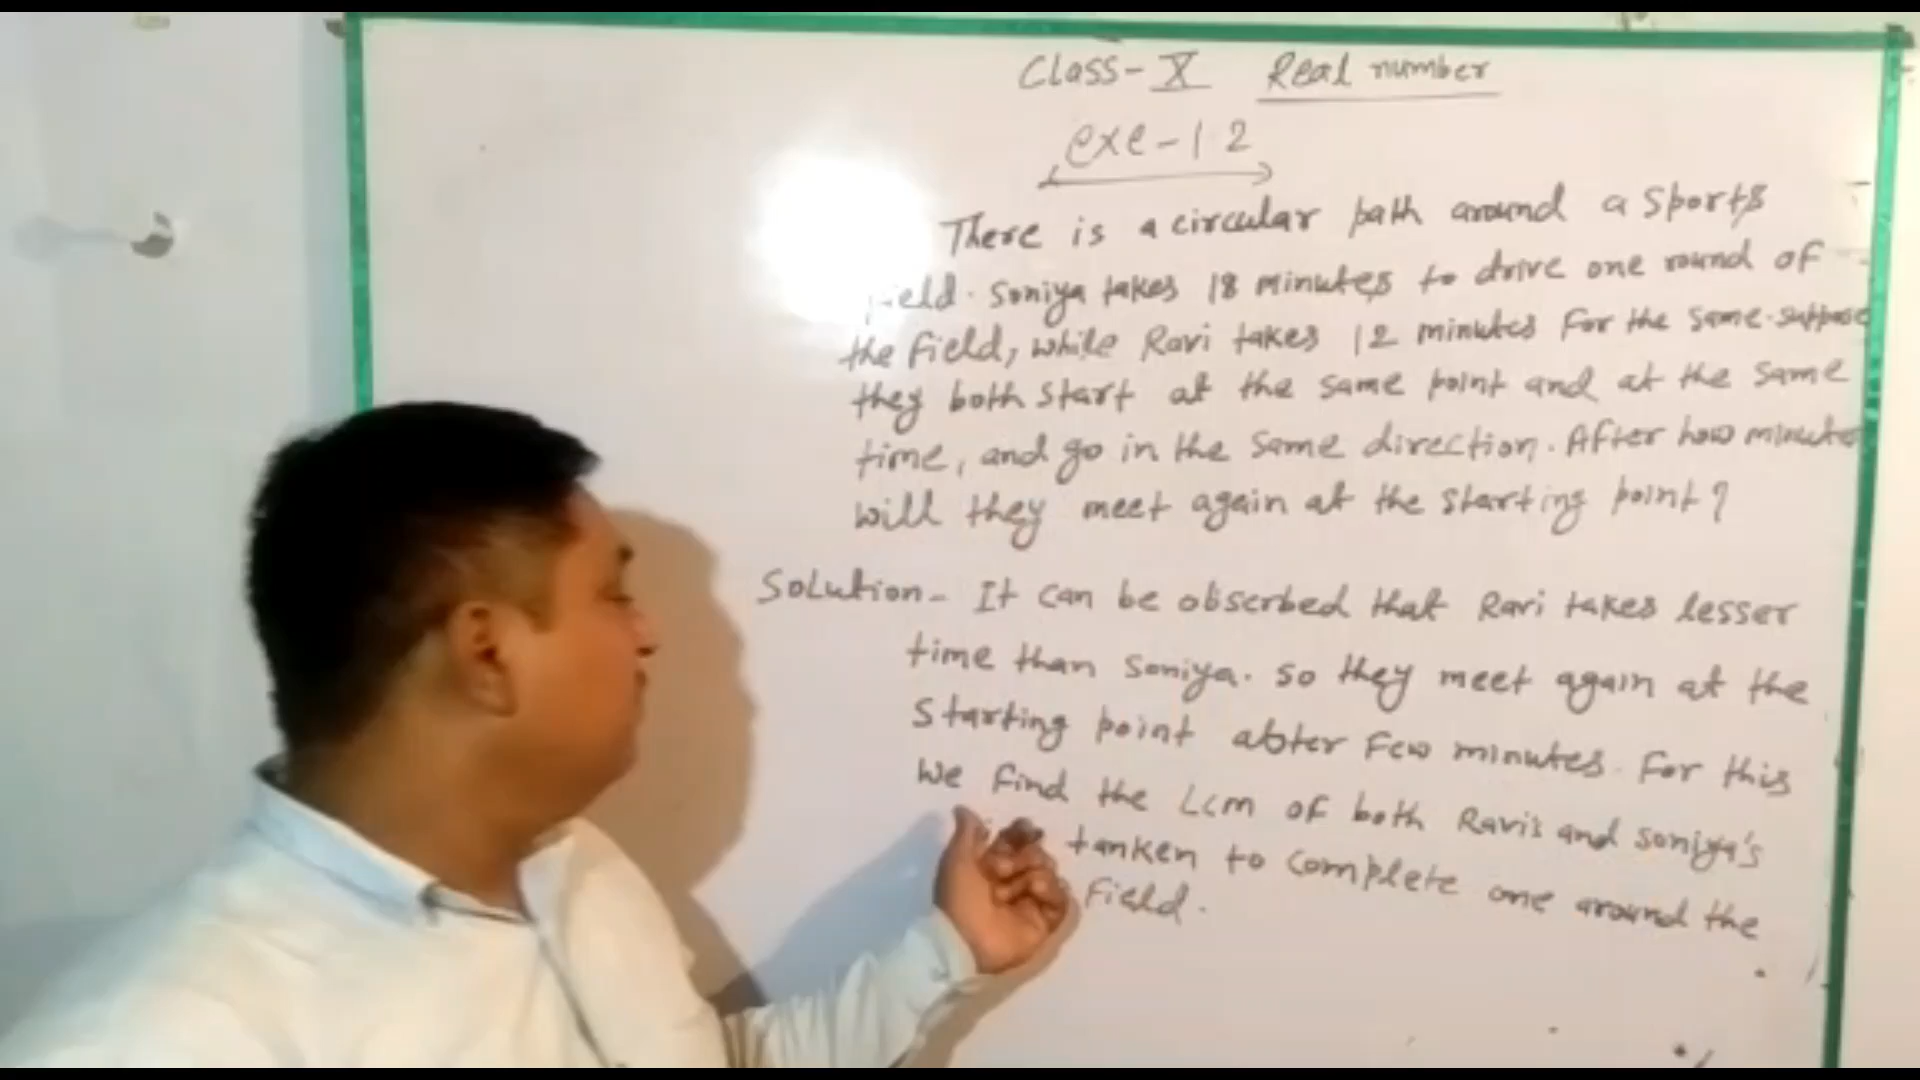 Class-X Real number
exe-1.2
There is a circular path around a sports
field. Soniya takes 18 minutes to drive one round of
the field, while Ravi takes 12 minutes For the same. suppose
they both start at the same point and at the same
time, and go in the same direction. After how minute
will they meet again at the starting point?
Solution- It can be obserbed that Ravi takes lesser
time than Soniya. so they meet again at the
starting point abter Few minutes. For this
we find the Lcm of both Ravi's and soniya's
tanken to complete one around the
Field.